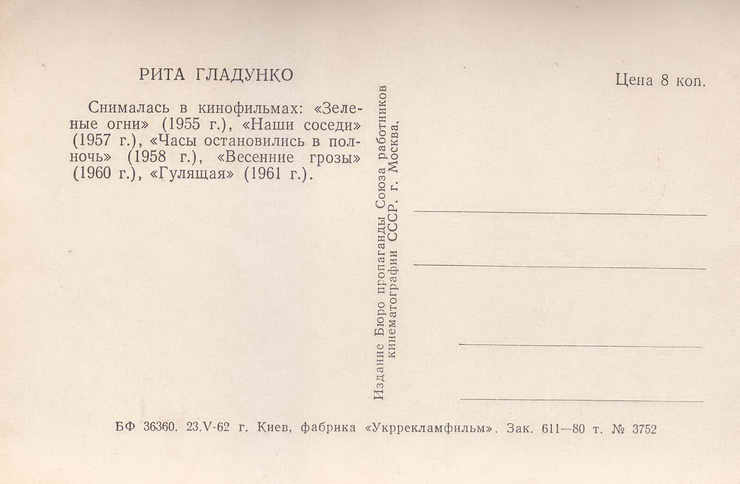 РИТА ГЛАДУНКО
Снималась в кинофильмах: «Зеле-
ные огни» (1955 г.), «Наши соседи»
(1957 г.), «Часы остановились в пол-
ночь» (1958 г.), «Весенние грозы»
(1960 г.), «Гулящая» (1961 г.).
Издание Бюро пропаганды Союза работников
кинематографии СССР. г. Москва.
Цена 8 коп.
БФ 36360. 23.V-62 г. Киев, фабрика «Укррекламфильм». Зак. 611—80 т. № 3752